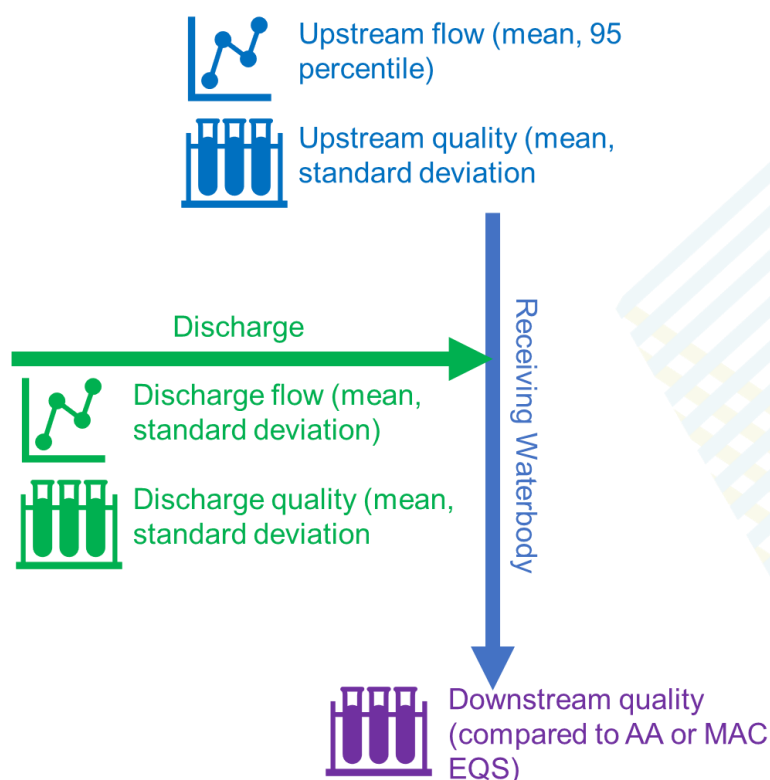 Upstream flow (mean, 95
percentile)
Upstream quality (mean,
standard deviation
Discharge
Receiving Waterbody
Discharge flow (mean,
standard deviation)
Discharge quality (mean,
standard deviation
Downstream quality
(compared to AA or MAC
EQS)